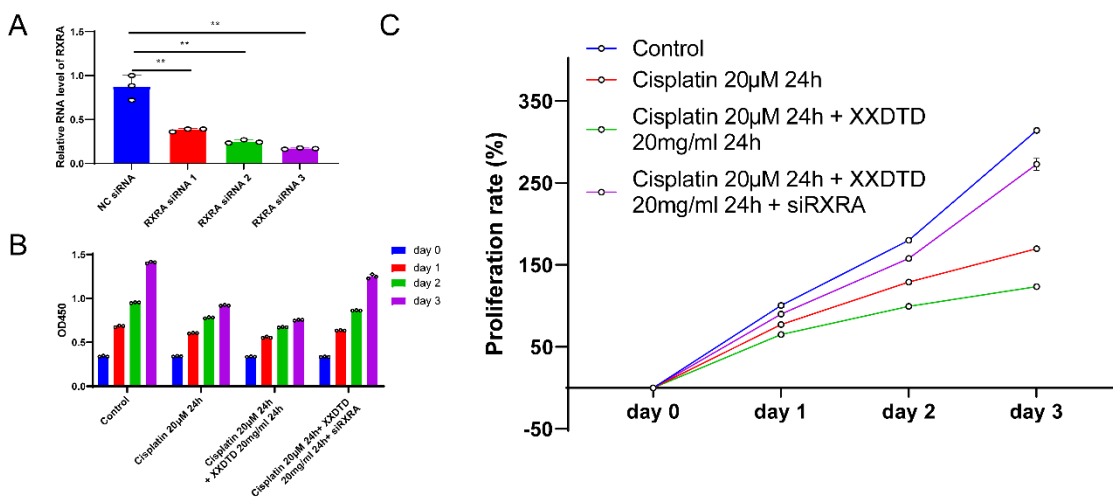 A
Relative RNA level of RXRA
1.5
1.0
0.5
0.0
**
**
**
NC siRNA
RXRA siRNA 1
RXRA siRNA 2
RXRA siRNA 3
B
OD450
1.5
1.0
0.5
0.0
day 0
day 1
day 2
day 3
Control
Cisplatin 20μM 24h
Cisplatin 20μM 24h
+ XXDTD 20mg/ml 24h
Cisplatin 20μM 24h+ XXDTD
20mg/ml 24h+ siRXRA
C
Proliferation rate (%)
350
250
150
50
-50
Control
Cisplatin 20μM 24h
Cisplatin 20μM 24h + XXDTD
20mg/ml 24h
Cisplatin 20μM 24h + XXDTD
20mg/ml 24h + siRXRA
day 0
day 1
day 2
day 3